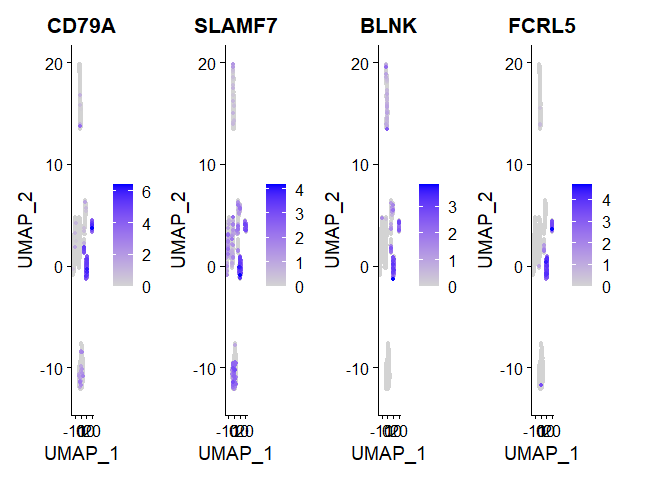 CD79A SLAMF7 BLNK FCRL5
20 20 20 20
10 10 10 10
0 0 0 0
-10 -10 -10 -10
UMAP_2 UMAP_2 UMAP_2 UMAP_2
6 4 2 0
4 3 2 1 0
3 2 1 0
4 3 2 1 0
UMAP_1 UMAP_1 UMAP_1 UMAP_1